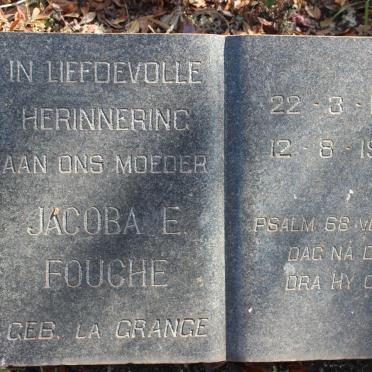 IN LIEFDEVOLLE
HERINNERING
AAN ONS MOEDER
JACOBA E.
FOUCHE
GEB. LA GRANGE
22 - 3 -
12 - 8 - 19
PSALM 68
DAG NÁ
DRA HY